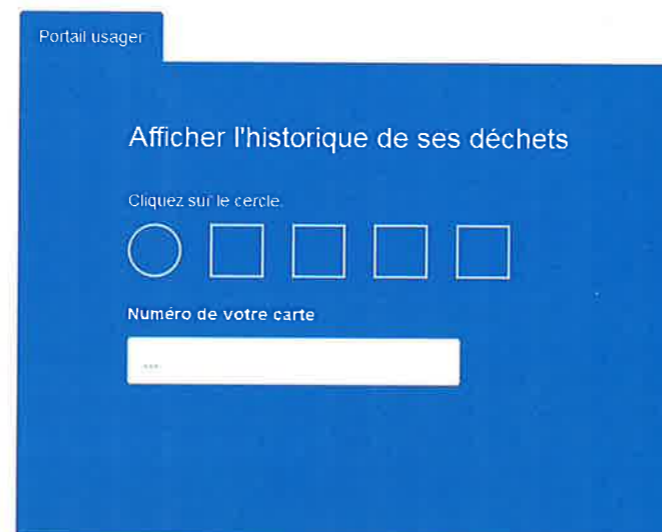 Portail usager
Afficher l'historique de ses déchets
Cliquez sur le cercle.
Numéro de votre carte
...